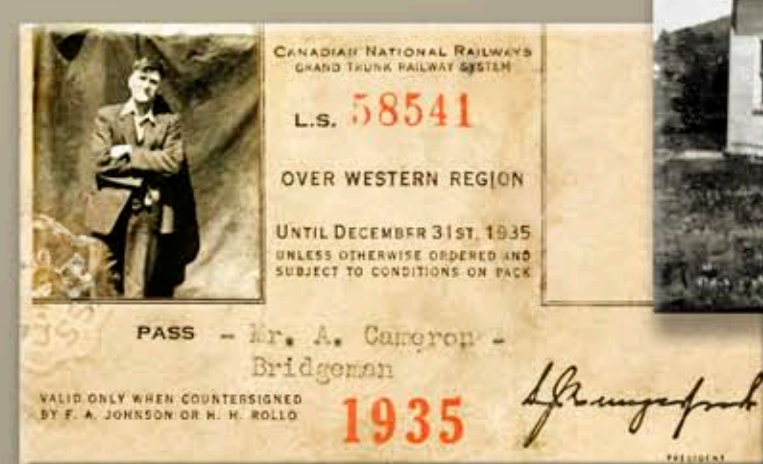 CANADIAN NATIONAL RAILWAYS
GRAND TRUNK RAILWAY SYSTEM
L.S. 58541
OVER WESTERN REGION
UNTIL DECEMBER 31ST, 1935
UNLESS OTHERWISE ORDERED AND
SUBJECT TO CONDITIONS ON BACK
PASS - Mr. A. Cameron -
Bridgeman
VALID ONLY WHEN COUNTERSIGNED
BY F. A. JOHNSON OR H. H. ROLLO
1935
PRESIDENT